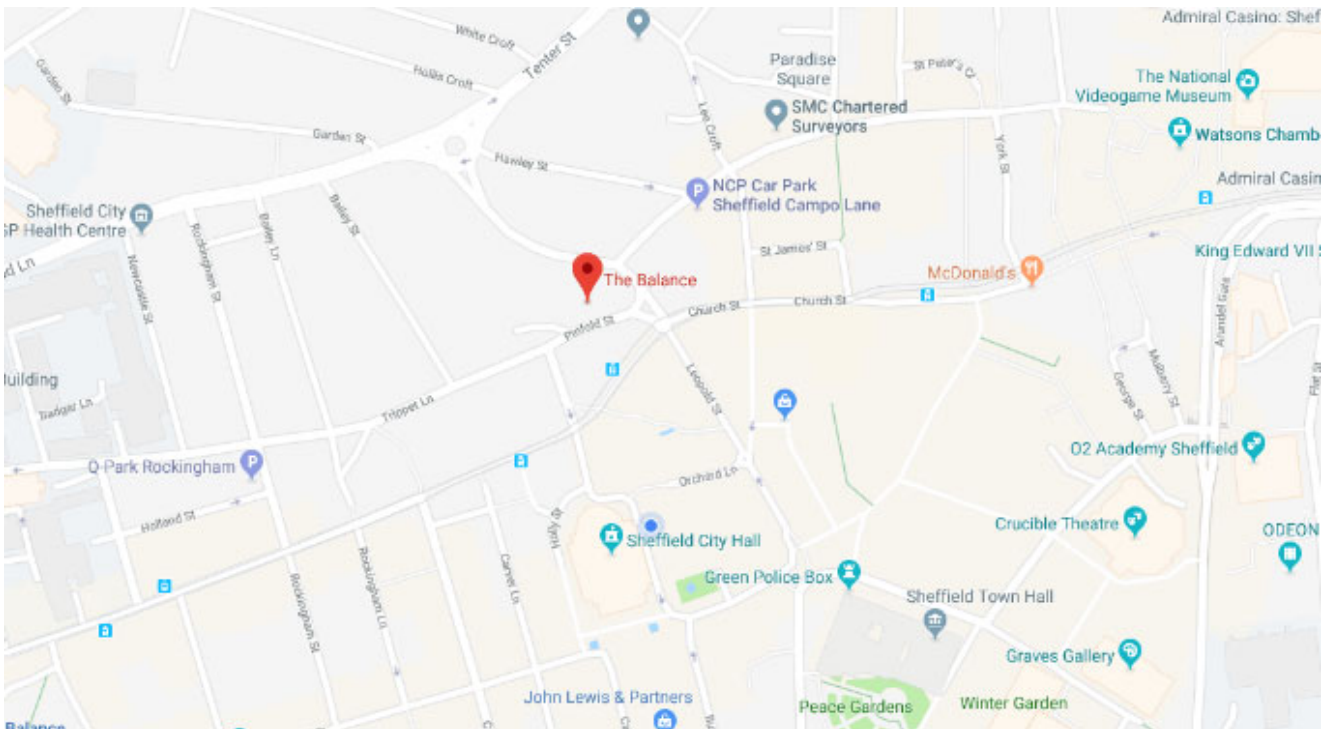 Admiral Casino: Shef
White Croft
Tenter St
Hollis Croft
Garden St
Paradise
Square
St Peter's Cl
The National
Videogame Museum
Lee Croft
SMC Chartered
Surveyors
Watsons Chamb
Garden St
Hawley St
York St
NCP Car Park
Sheffield Campo Lane
Admiral Casin
Sheffield City
GP Health Centre
Rockingham St
Bailey Ln
Bailey St
Newcastle St
d Ln
St James' St
McDonald's
King Edward VII S
The Balance
Church St
Church St
Pinfold St
Arundel Gate
Building
Leopold St
George St
Mulberry St
Flat St
Trippet Ln
O2 Academy Sheffield
Q-Park Rockingham
Orchard Ln
Holland St
Holly St
Sheffield City Hall
Crucible Theatre
ODEON
Green Police Box
Carver Ln
Rockingham St
Rockingham Ln
Sheffield Town Hall
Graves Gallery
John Lewis & Partners
Peace Gardens
Winter Garden
Balance